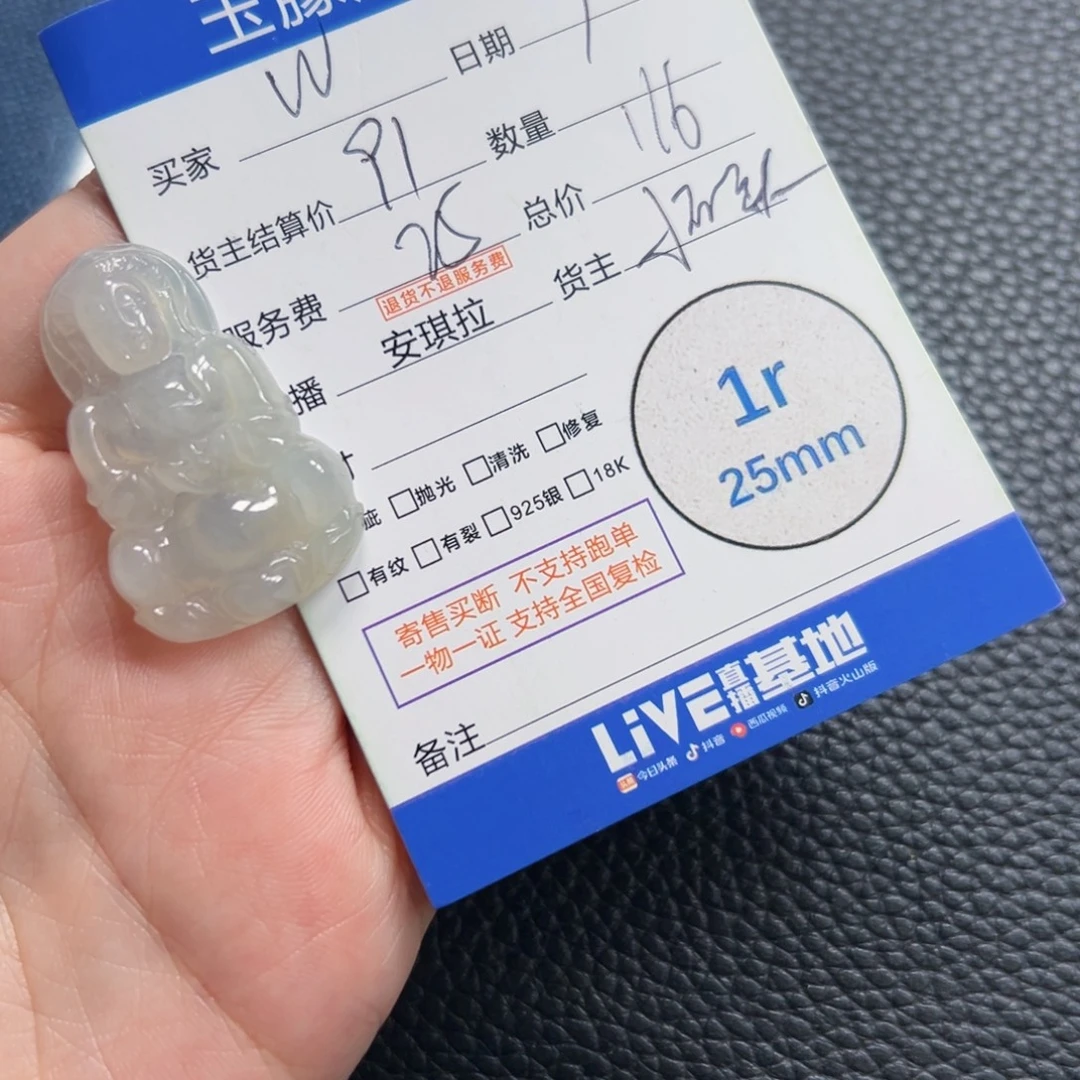 玉
W 日期
买家 91 数量 1 116
货主结算价 25 总价
退货不退服务费
服务费 货主
播 安琪拉
抛光 清洗 修复
有纹 有裂 925银 18K
1r
25mm
寄售买断 不支持跑单
一物一证 支持全国复检
备注
LiVE直播基地
今日头条 抖音 西瓜视频 抖音火山版